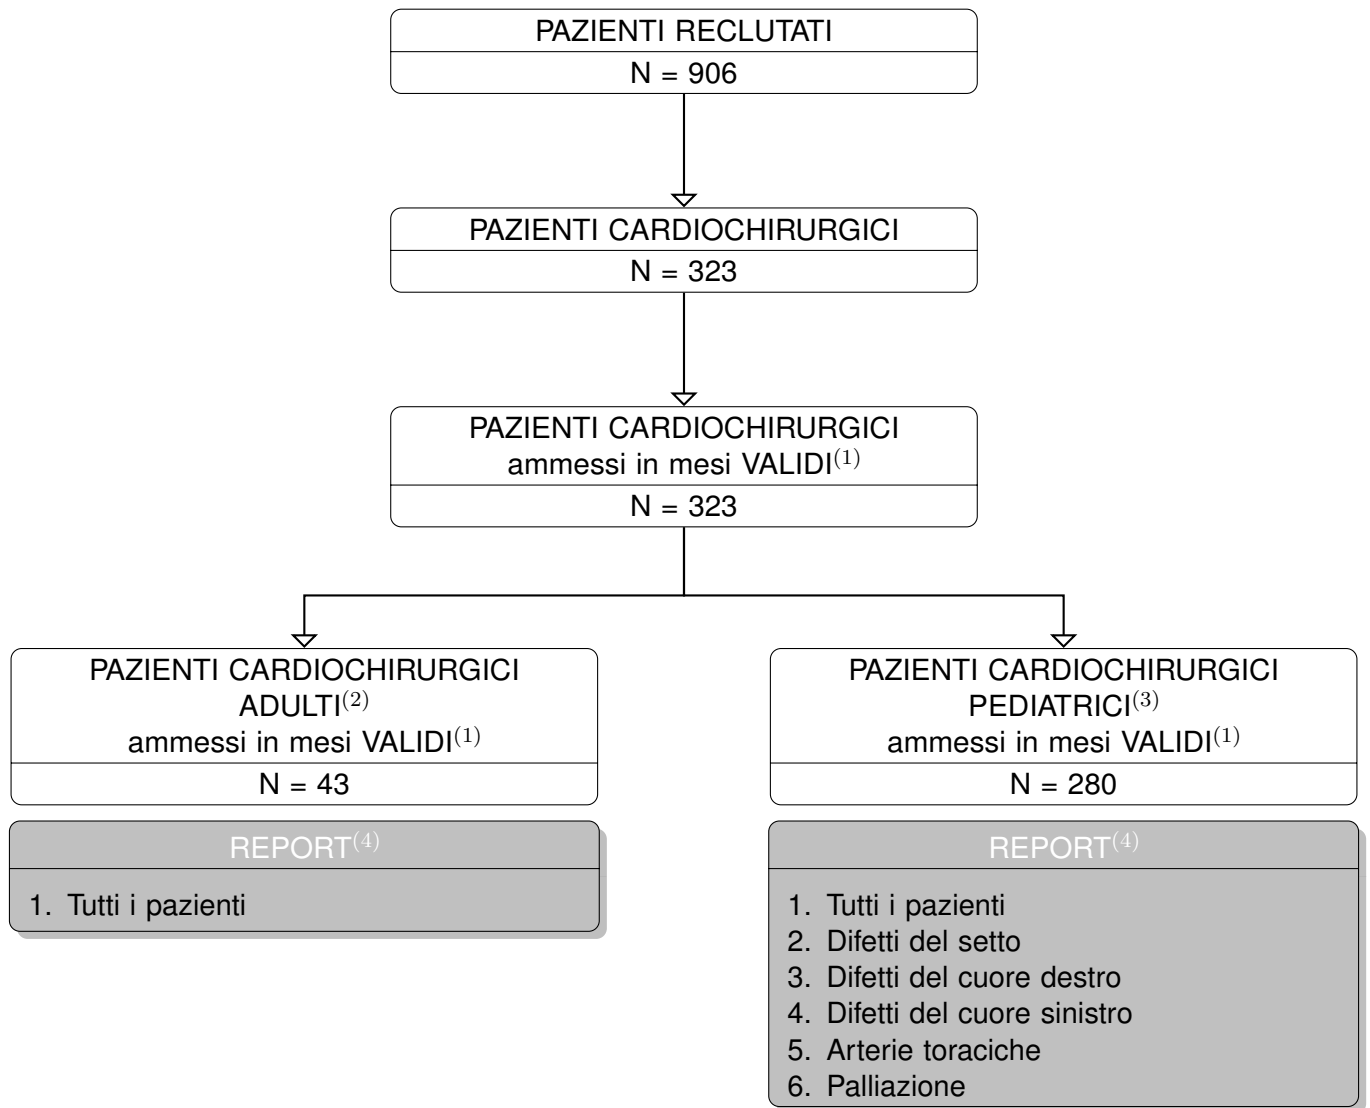 PAZIENTI RECLUTATI
N = 906
PAZIENTI CARDIOCHIRURGICI
N = 323
PAZIENTI CARDIOCHIRURGICI
ammessi in mesi VALIDI(1)
N = 323
PAZIENTI CARDIOCHIRURGICI
ADULTI(2)
ammessi in mesi VALIDI(1)
N = 43
REPORT(4)
1. Tutti i pazienti
PAZIENTI CARDIOCHIRURGICI
PEDIATRICI(3)
ammessi in mesi VALIDI(1)
N = 280
REPORT(4)
1. Tutti i pazienti
2. Difetti del setto
3. Difetti del cuore destro
4. Difetti del cuore sinistro
5. Arterie toraciche
6. Palliazione